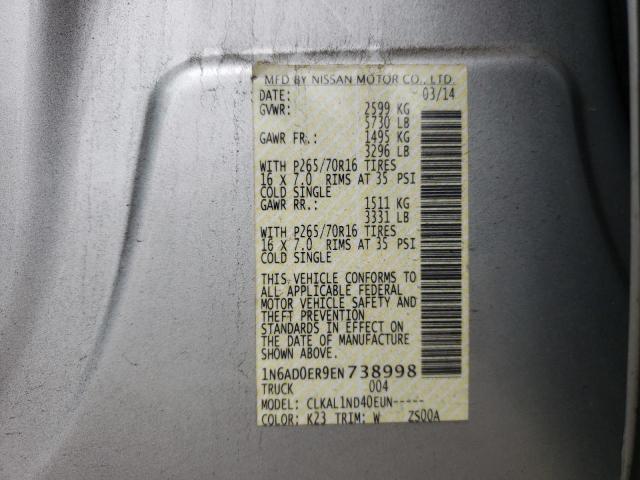 MFD BY NISSAN MOTOR CO., LTD.
DATE: 03/14
GVWR: 2599 KG
5730 LB
GAWR FR.: 1495 KG
3296 LB
WITH P265/70R16 TIRES
16 X 7.0 RIMS AT 35 PSI
COLD SINGLE
GAWR RR.: 1511 KG
3331 LB
WITH P265/70R16 TIRES
16 X 7.0 RIMS AT 35 PSI
COLD SINGLE
THIS VEHICLE CONFORMS TO
ALL APPLICABLE FEDERAL
MOTOR VEHICLE SAFETY AND
THEFT PREVENTION
STANDARDS IN EFFECT ON
THE DATE OF MANUFACTURE
SHOWN ABOVE.
1N6AD0ER9EN738998
TRUCK 004
MODEL: CLKAL1ND40EUN-----
COLOR: K23 TRIM: W ZS00A